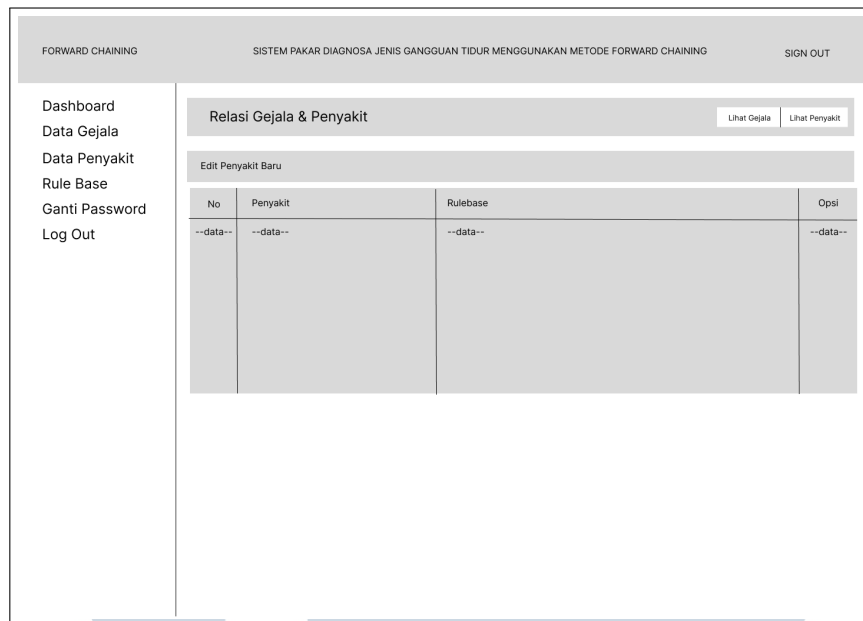 FORWARD CHAINING
SISTEM PAKAR DIAGNOSA JENIS GANGGUAN TIDUR MENGGUNAKAN METODE FORWARD CHAINING
SIGN OUT
Dashboard
Data Gejala
Data Penyakit
Rule Base
Ganti Password
Log Out
Relasi Gejala & Penyakit
Lihat Gejala
Lihat Penyakit
Edit Penyakit Baru
No Penyakit Rulebase Opsi
--data-- --data-- --data-- --data--